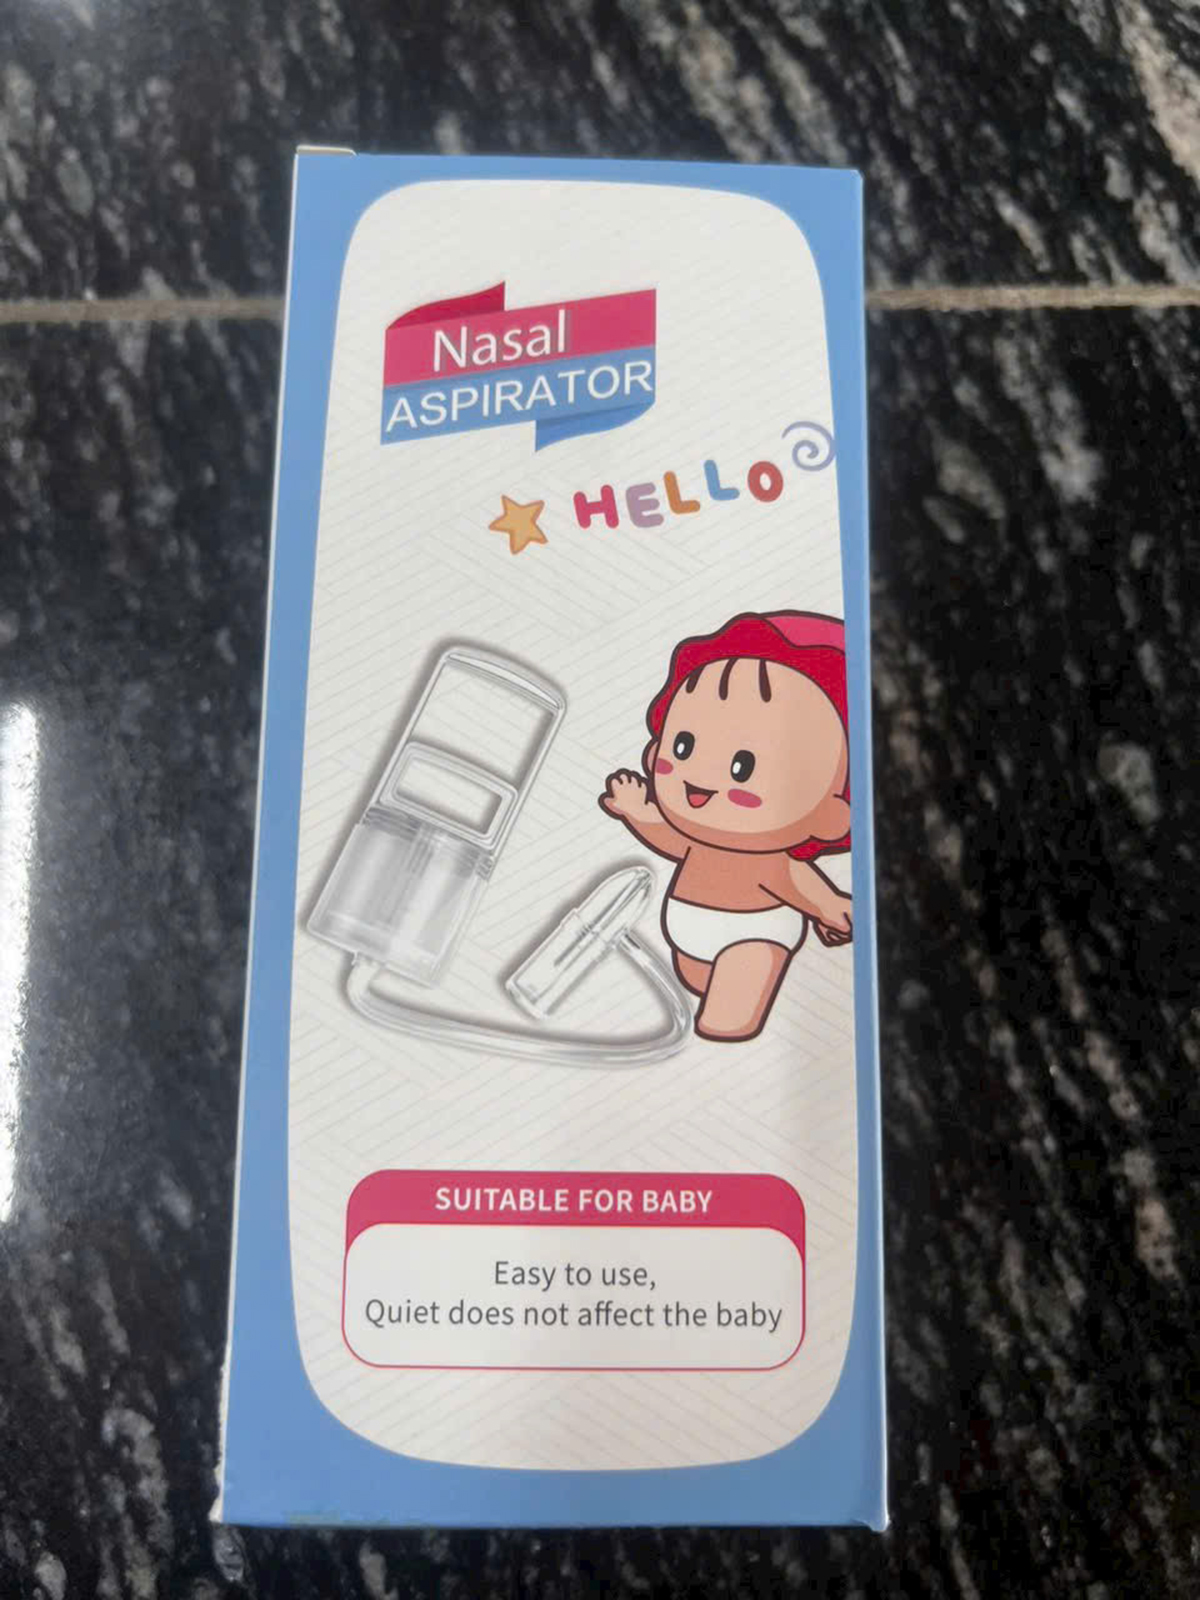 Nasal
ASPIRATOR
HELLO
SUITABLE FOR BABY
Easy to use,
Quiet does not affect the baby